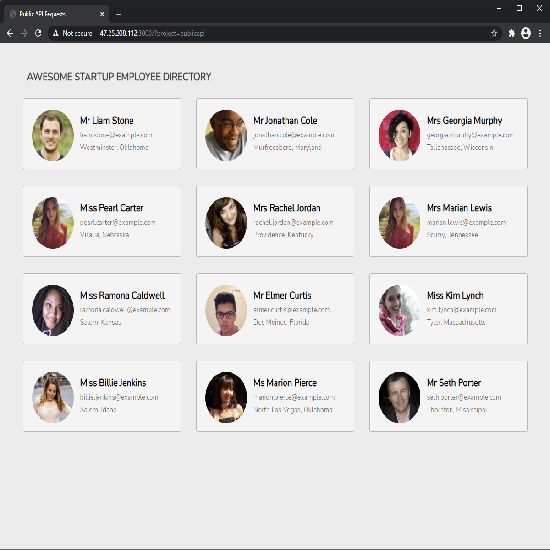 Public API Requests
Not secure 47.25.208.112:3000/?project=publicapi
AWESOME STARTUP EMPLOYEE DIRECTORY
Mr Liam Stone
liam.stone@example.com
Westminster, Oklahoma
Mr Jonathan Cole
jonathan.cole@example.com
Murfreesboro, Maryland
Mrs Georgia Murphy
georgia.murphy@example.com
Tallahassee, Wisconsin
Miss Pearl Carter
pearl.carter@example.com
Visalia, Nebraska
Mrs Rachel Jordan
rachel.jordan@example.com
Providence, Kentucky
Mrs Marian Lewis
marian.lewis@example.com
Scurry, Tennessee
Miss Ramona Caldwell
ramona.caldwell@example.com
Salem, Kansas
Mr Elmer Curtis
elmer.curtis@example.com
Des Moines, Florida
Miss Kim Lynch
kim.lynch@example.com
Tyler, Massachusetts
Miss Billie Jenkins
billie.jenkins@example.com
Salem, Idaho
Ms Marion Pierce
marion.pierce@example.com
North Las Vegas, Oklahoma
Mr Seth Porter
seth.porter@example.com
Thornton, Mississippi